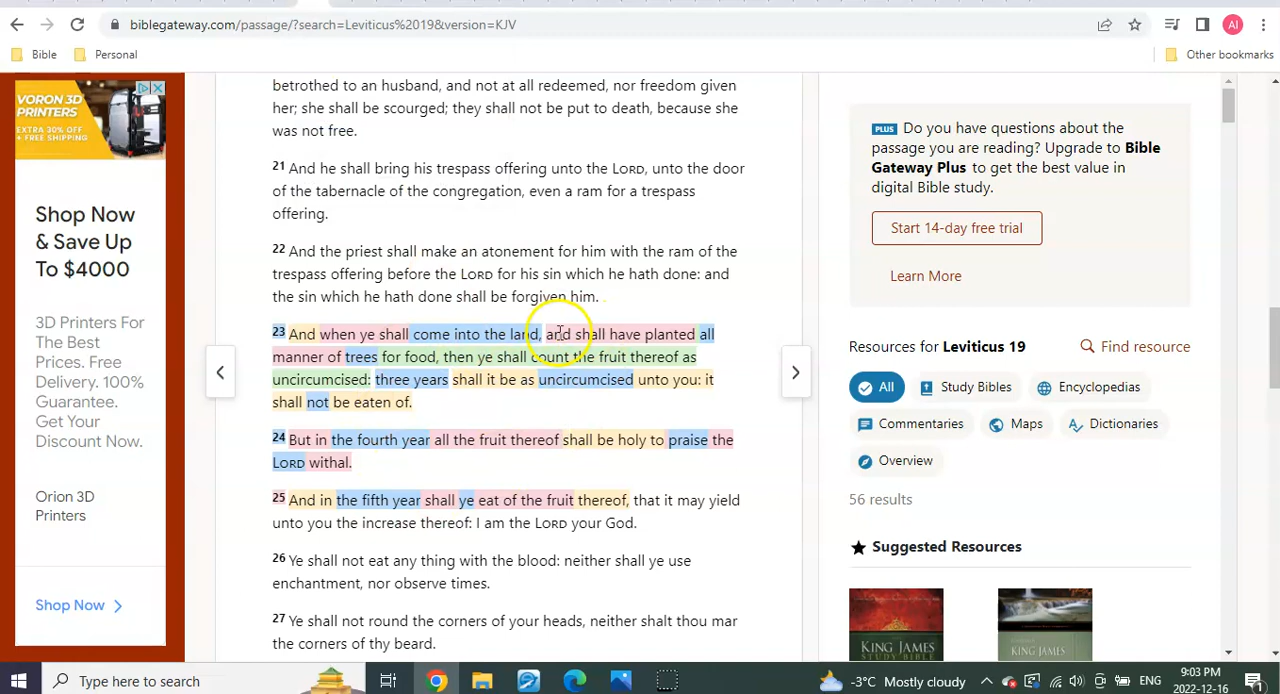 biblegateway.com/passage/?search=Leviticus%2019&version=KJV
AI
Bible
Personal
Other bookmarks
VORON 3D
PRINTERS
EXTRA 30% OFF
+ FREE SHIPPING
Shop Now
& Save Up
To $4000
3D Printers For
The Best
Prices. Free
Delivery. 100%
Guarantee.
Get Your
Discount Now.
Orion 3D
Printers
Shop Now
betrothed to an husband, and not at all redeemed, nor freedom given
her; she shall be scourged; they shall not be put to death, because she
was not free.
21 And he shall bring his trespass offering unto the LORD, unto the door
of the tabernacle of the congregation, even a ram for a trespass
offering.
22 And the priest shall make an atonement for him with the ram of the
trespass offering before the LORD for his sin which he hath done: and
the sin which he hath done shall be forgiven him.
23 And when ye shall come into the land, and shall have planted all
manner of trees for food, then ye shall count the fruit thereof as
uncircumcised: three years shall it be as uncircumcised unto you: it
shall not be eaten of.
24 But in the fourth year all the fruit thereof shall be holy to praise the
LORD withal.
25 And in the fifth year shall ye eat of the fruit thereof, that it may yield
unto you the increase thereof: I am the LORD your God.
26 Ye shall not eat any thing with the blood: neither shall ye use
enchantment, nor observe times.
27 Ye shall not round the corners of your heads, neither shalt thou mar
the corners of thy beard.
PLUS Do you have questions about the
passage you are reading? Upgrade to Bible
Gateway Plus to get the best value in
digital Bible study.
Start 14-day free trial
Learn More
Resources for Leviticus 19
Find resource
All
Study Bibles
Encyclopedias
Commentaries
Maps
Dictionaries
Overview
56 results
Suggested Resources
KING JAMES
STUDY BIBLE
KING JAMES
Type here to search
-3°C Mostly cloudy
ENG
9:03 PM
2022-12-16
1